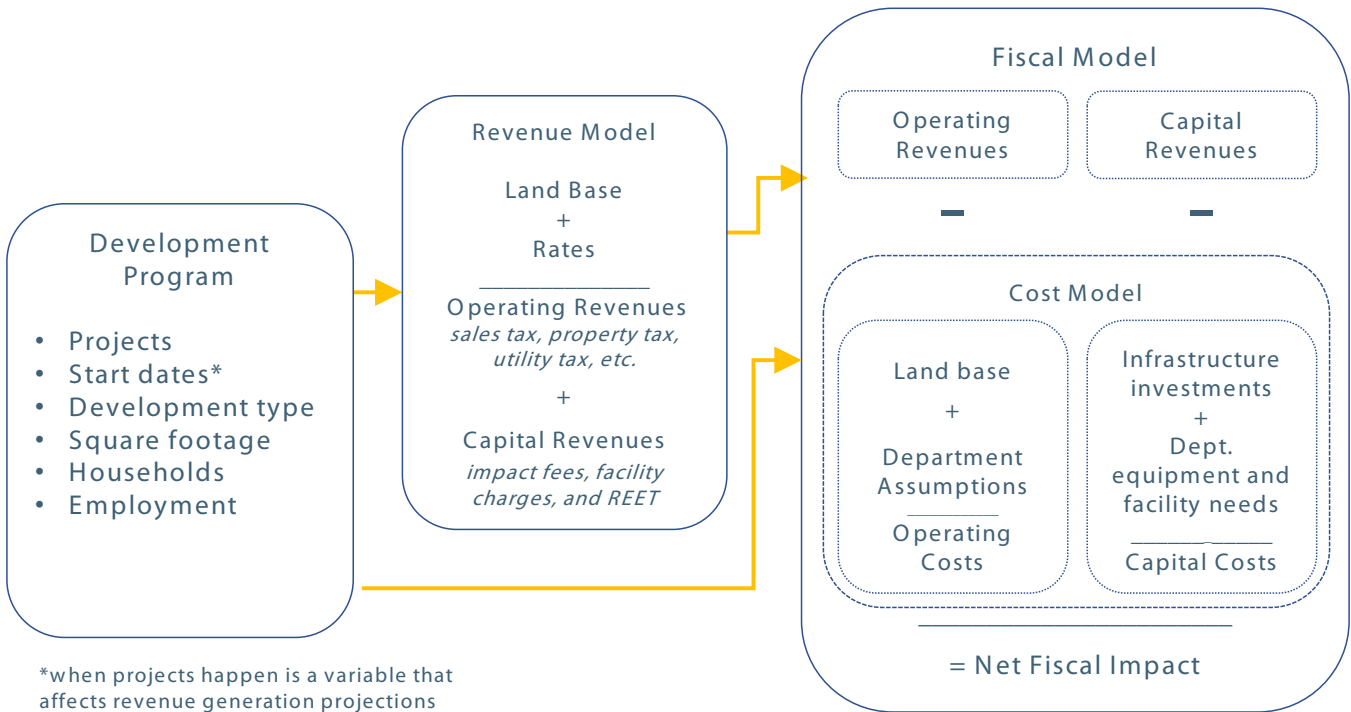 Development
Program
• Projects
• Start dates*
• Development type
• Square footage
• Households
• Employment
*when projects happen is a variable that
affects revenue generation projections
Revenue Model
Land Base
+
Rates
Operating Revenues
sales tax, property tax,
utility tax, etc.
+
Capital Revenues
impact fees, facility
charges, and REET
Fiscal Model
Operating
Revenues
Capital
Revenues
–
–
Cost Model
Land base
+
Department
Assumptions
Operating
Costs
Infrastructure
investments
+
Dept.
equipment and
facility needs
Capital Costs
= Net Fiscal Impact